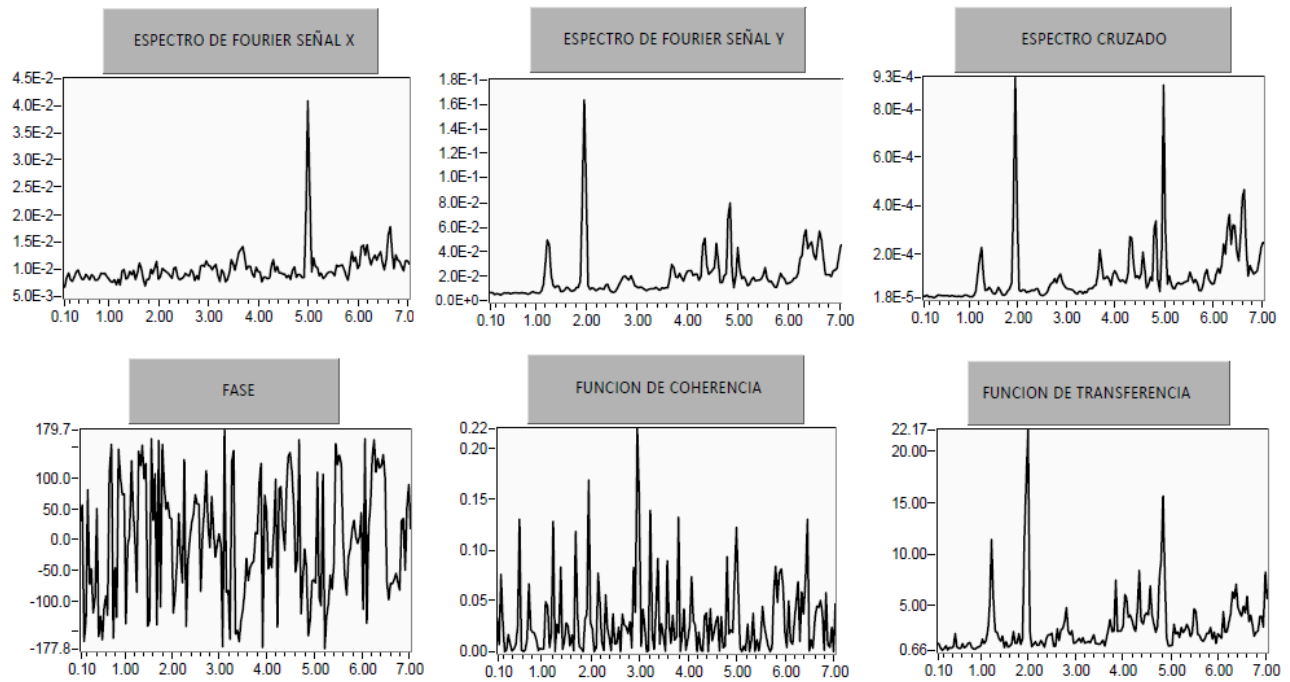 ESPECTRO DE FOURIER SEÑAL X
4.5E-2
4.0E-2
3.5E-2
3.0E-2
2.5E-2
2.0E-2
1.5E-2
1.0E-2
5.0E-3
0.10 1.00 2.00 3.00 4.00 5.00 6.00 7.00
ESPECTRO DE FOURIER SEÑAL Y
1.8E-1
1.6E-1
1.4E-1
1.2E-1
1.0E-1
8.0E-2
6.0E-2
4.0E-2
2.0E-2
0.0E+0
0.10 1.00 2.00 3.00 4.00 5.00 6.00 7.00
ESPECTRO CRUZADO
9.3E-4
8.0E-4
6.0E-4
4.0E-4
2.0E-4
1.8E-5
0.10 1.00 2.00 3.00 4.00 5.00 6.00 7.00
FASE
179.7
100.0
50.0
0.0
-50.0
-100.0
-177.8
0.10 1.00 2.00 3.00 4.00 5.00 6.00 7.00
FUNCION DE COHERENCIA
0.22
0.20
0.15
0.10
0.05
0.00
0.10 1.00 2.00 3.00 4.00 5.00 6.00 7.00
FUNCION DE TRANSFERENCIA
22.17
20.00
15.00
10.00
5.00
0.66
0.10 1.00 2.00 3.00 4.00 5.00 6.00 7.00